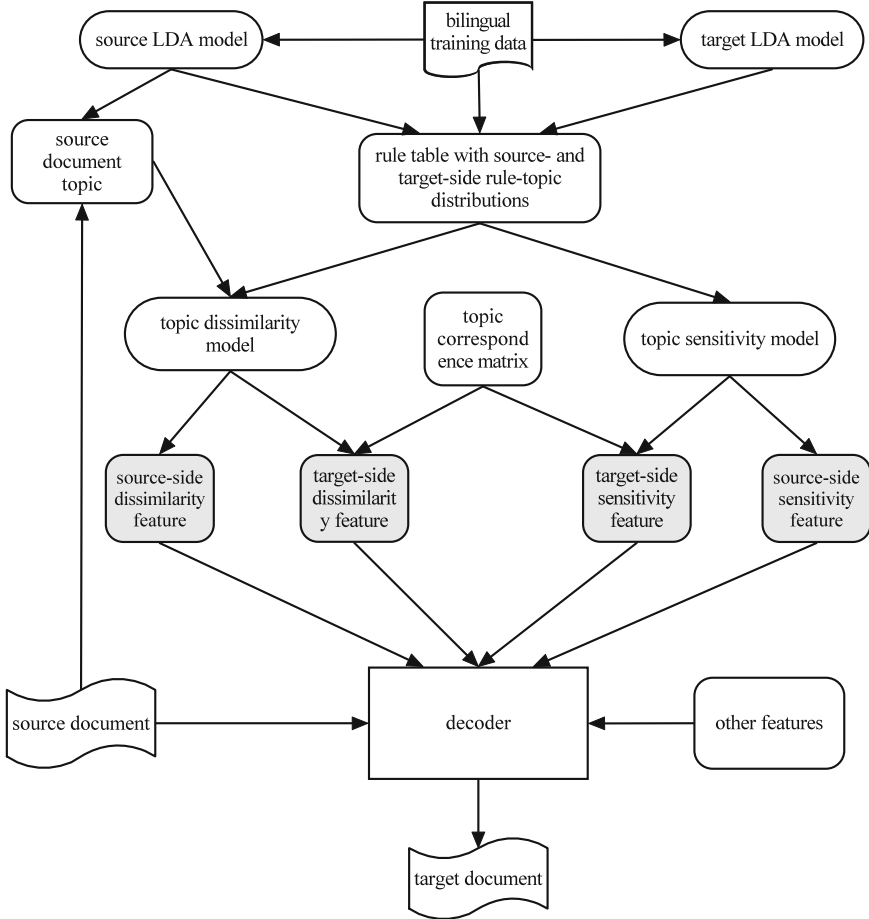 source LDA model
bilingual
training data
target LDA model
source
document
topic
rule table with source- and
target-side rule-topic
distributions
topic dissimilarity
model
topic
correspond
ence matrix
topic sensitivity model
source-side
dissimilarity
feature
target-side
dissimilarit
y feature
target-side
sensitivity
feature
source-side
sensitivity
feature
source document
decoder
other features
target document